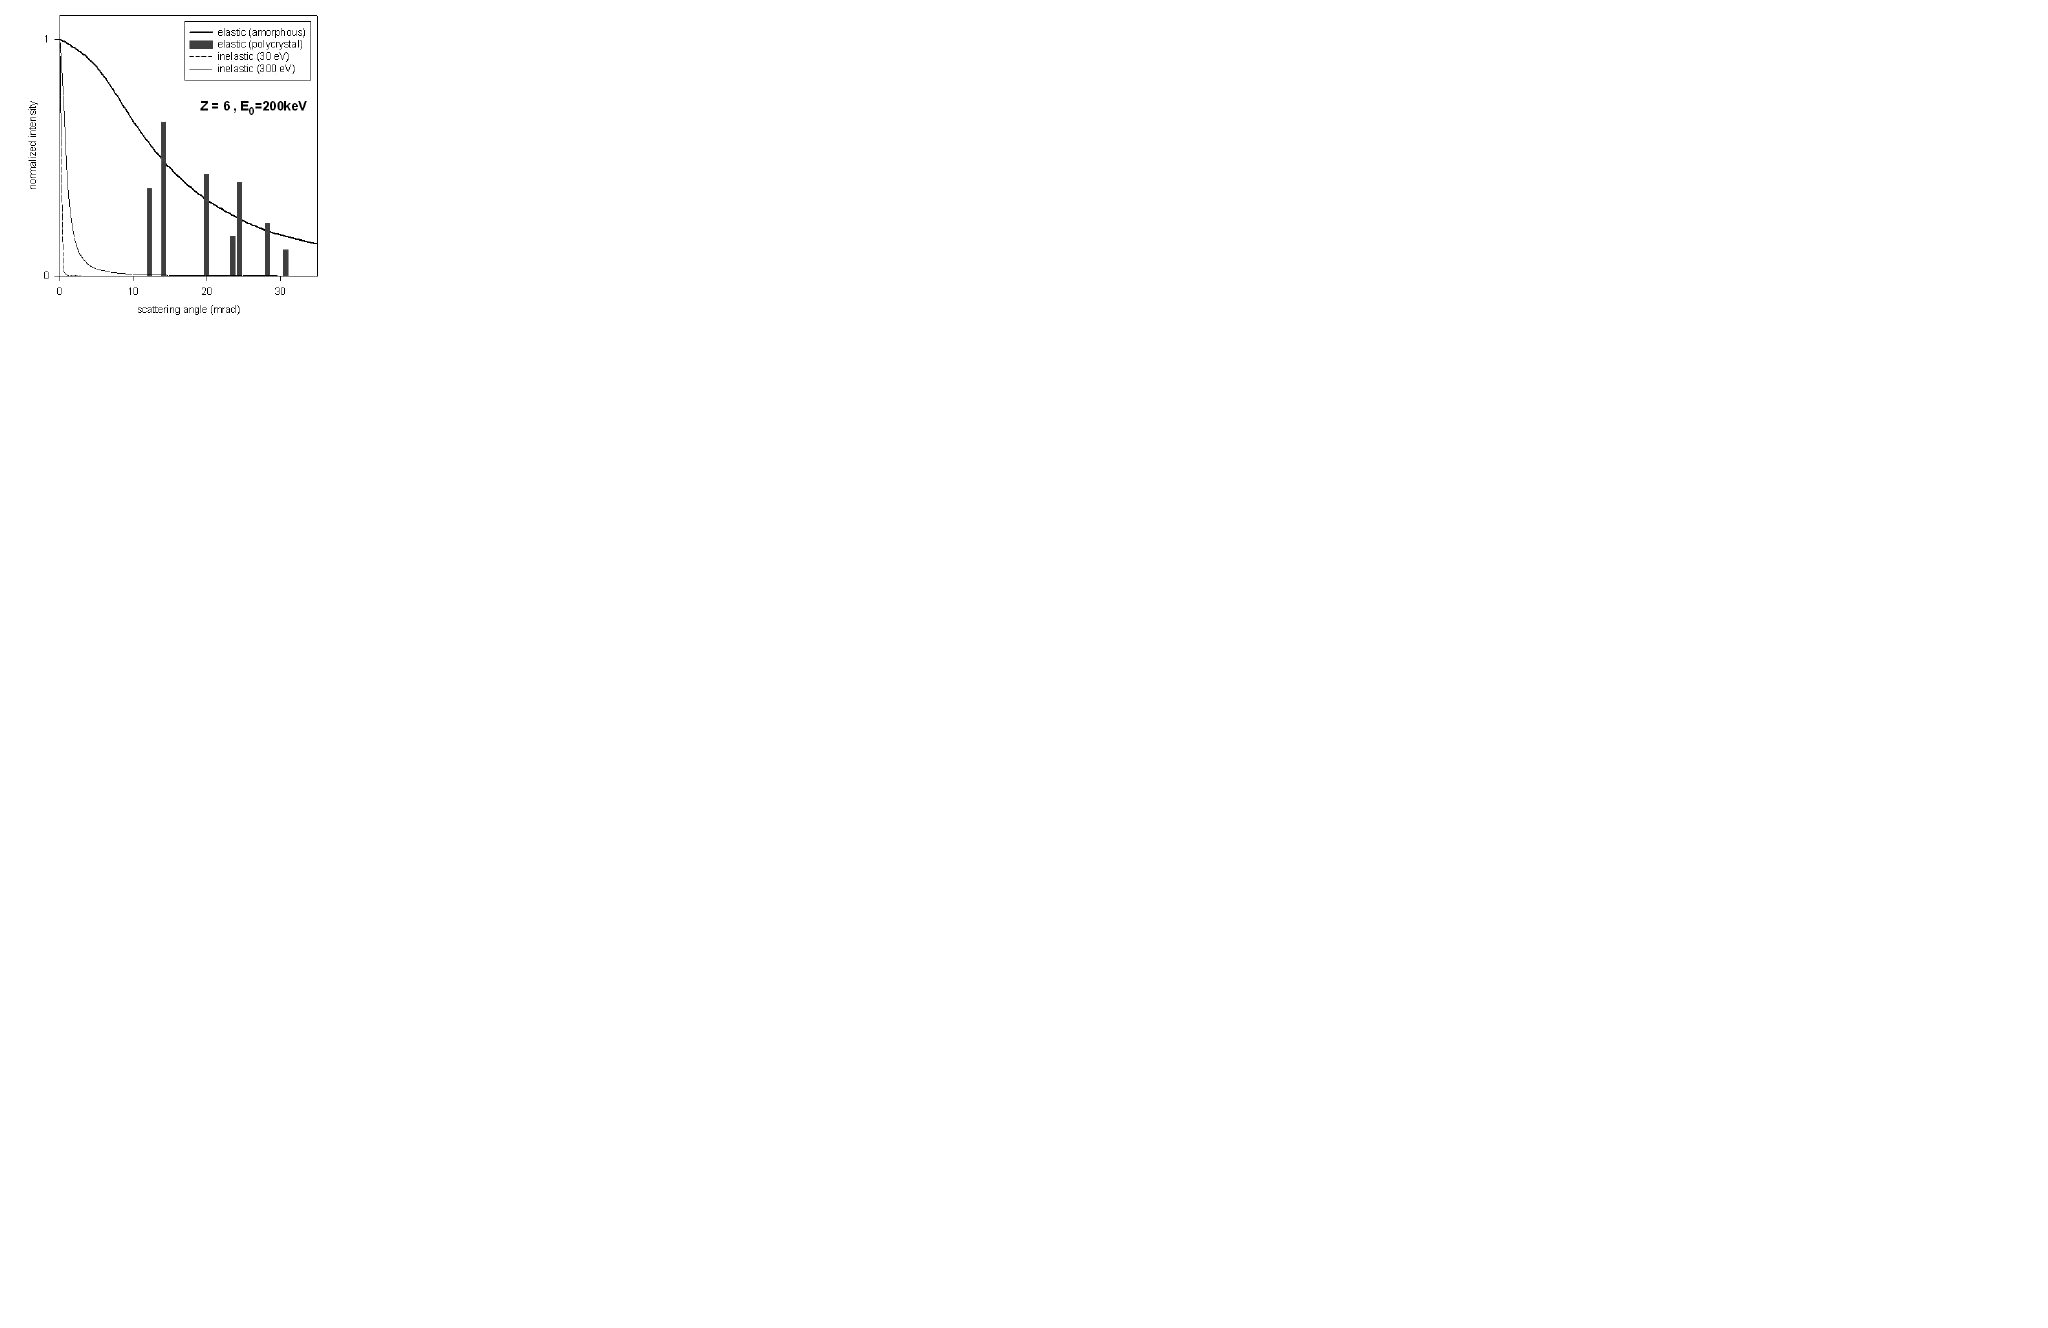 elastic (amorphous)
elastic (polycrystal)
inelastic (30 eV)
inelastic (300 eV)
Z = 6 , E0=200keV
normalized intensity
1
0
0 10 20 30
scattering angle (mrad)